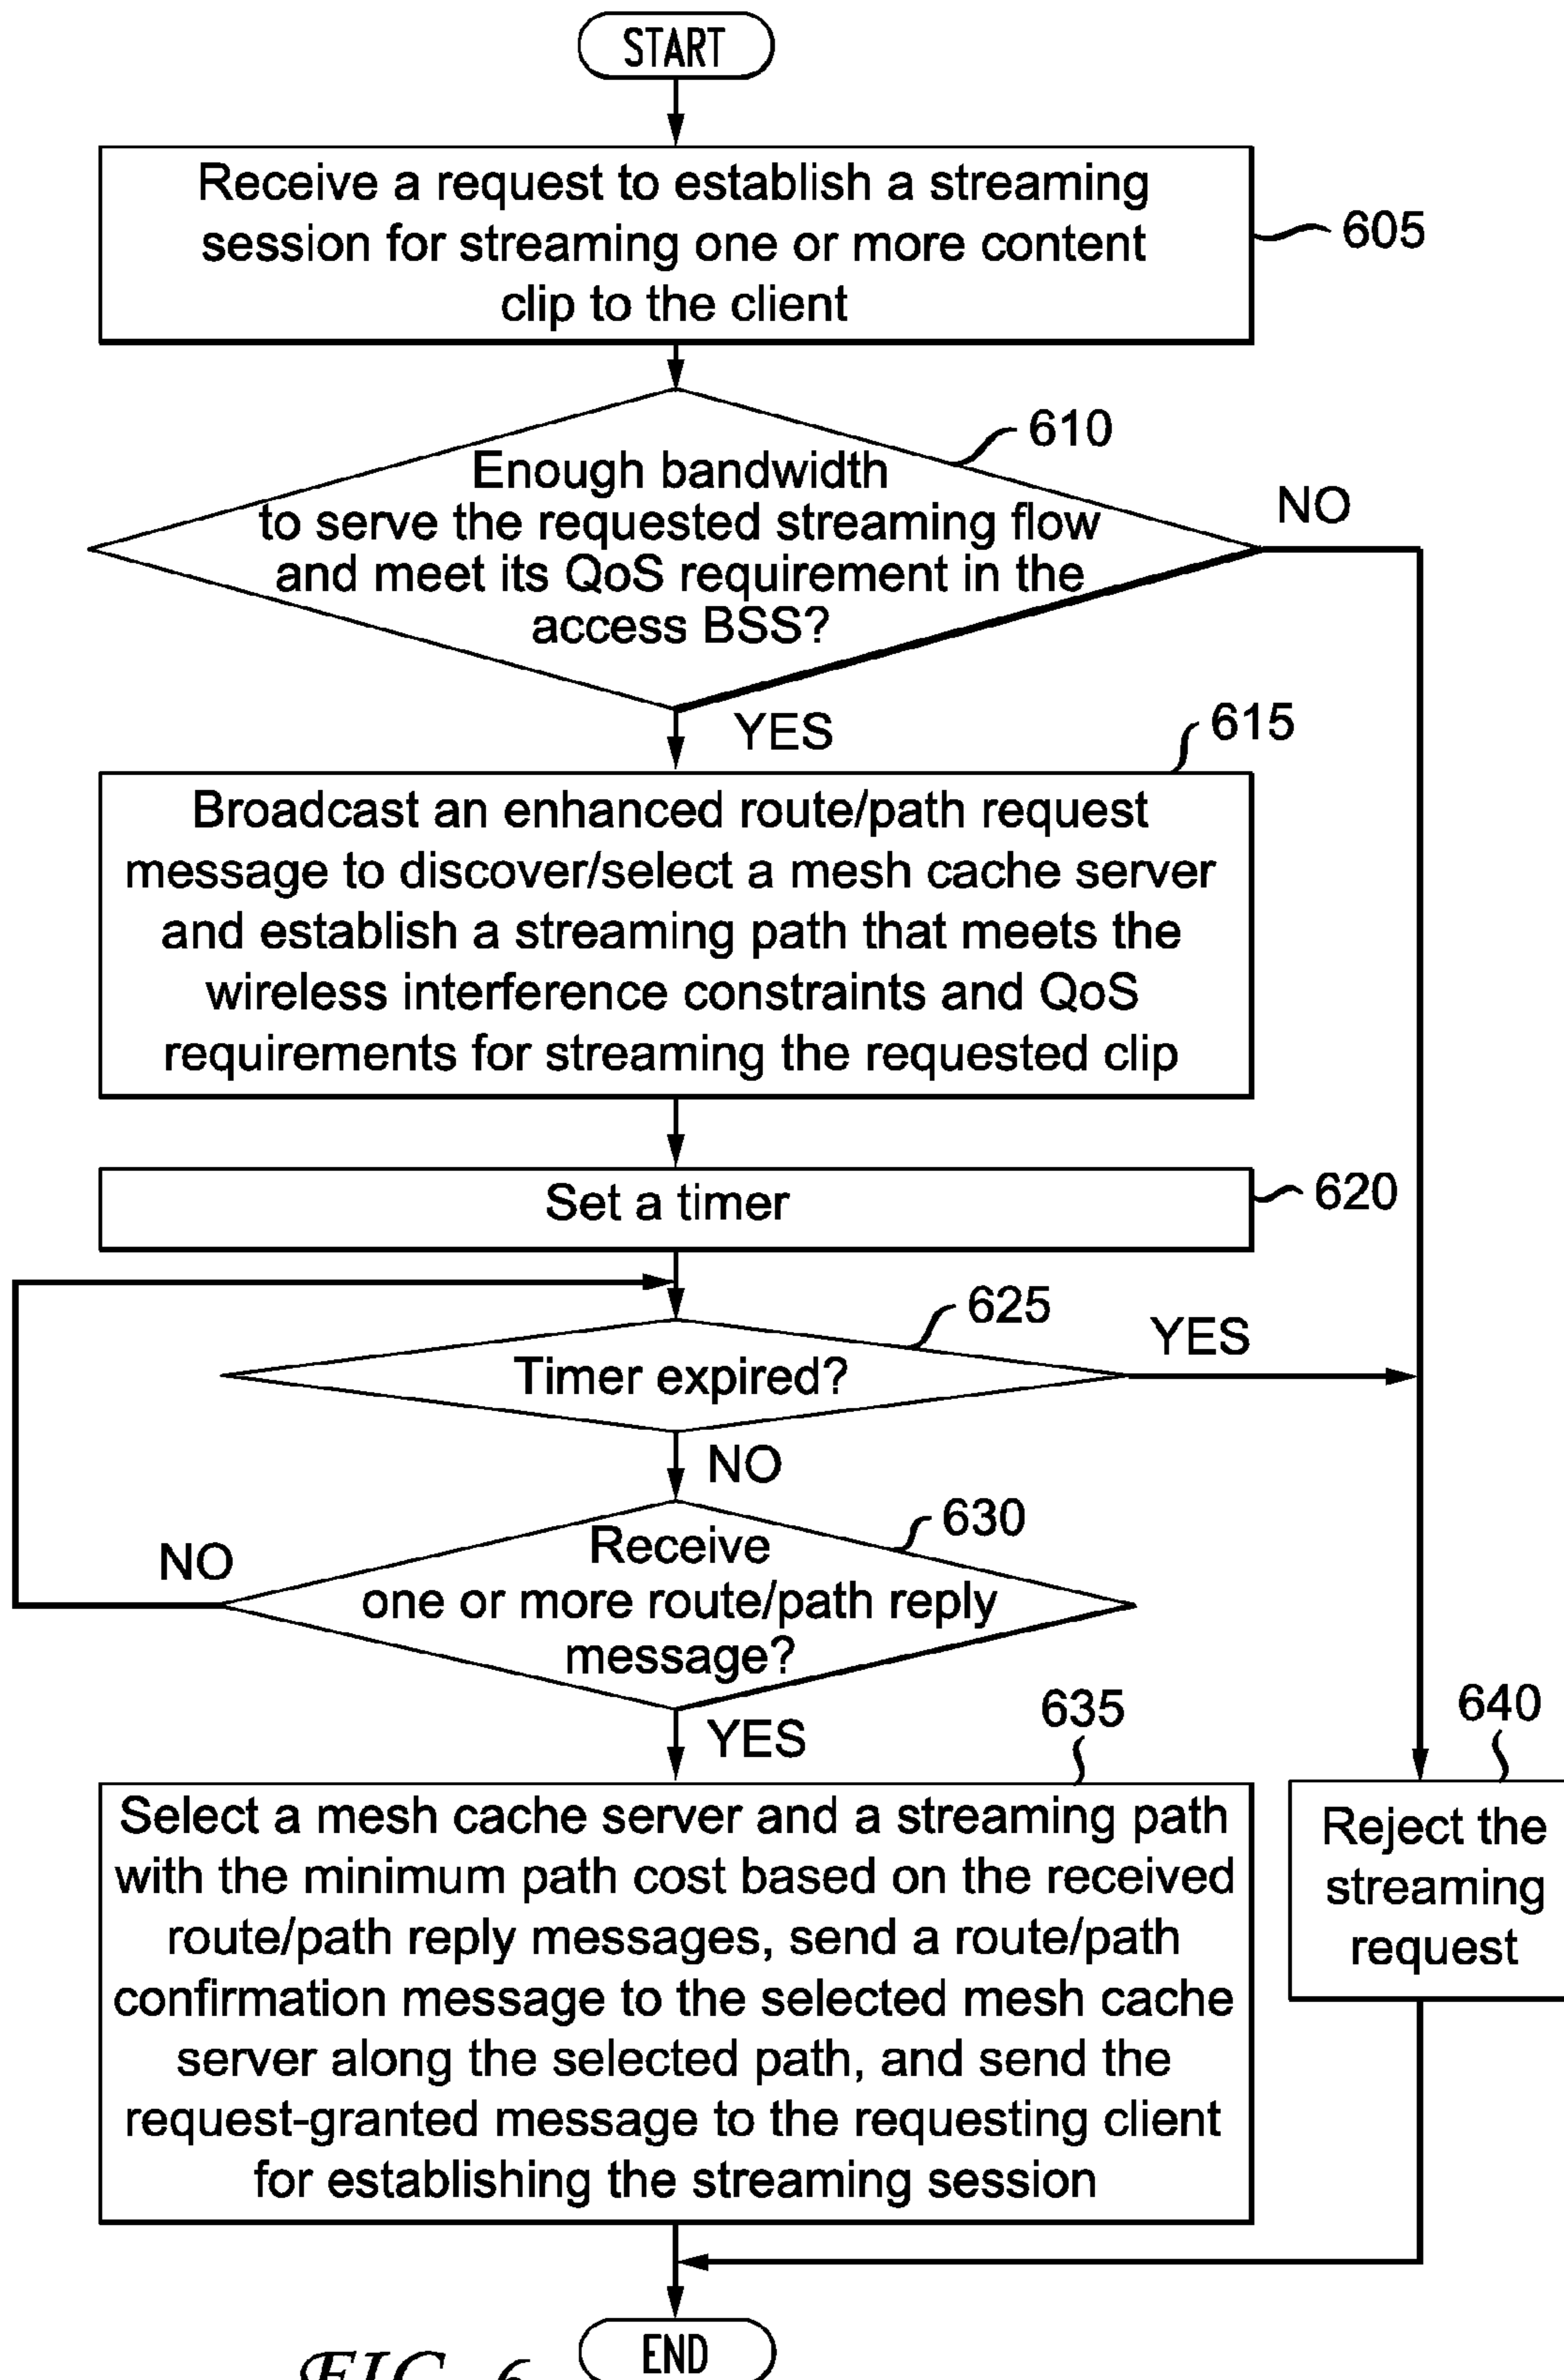 START
Receive a request to establish a streaming
session for streaming one or more content
clip to the client
605
610
Enough bandwidth
to serve the requested streaming flow
and meet its QoS requirement in the
access BSS?
NO
YES
615
Broadcast an enhanced route/path request
message to discover/select a mesh cache server
and establish a streaming path that meets the
wireless interference constraints and QoS
requirements for streaming the requested clip
Set a timer
620
625
Timer expired?
YES
NO
630
Receive
one or more route/path reply
message?
NO
YES
635
640
Select a mesh cache server and a streaming path
with the minimum path cost based on the received
route/path reply messages, send a route/path
confirmation message to the selected mesh cache
server along the selected path, and send the
request-granted message to the requesting client
for establishing the streaming session
Reject the
streaming
request
END
FIG. 6